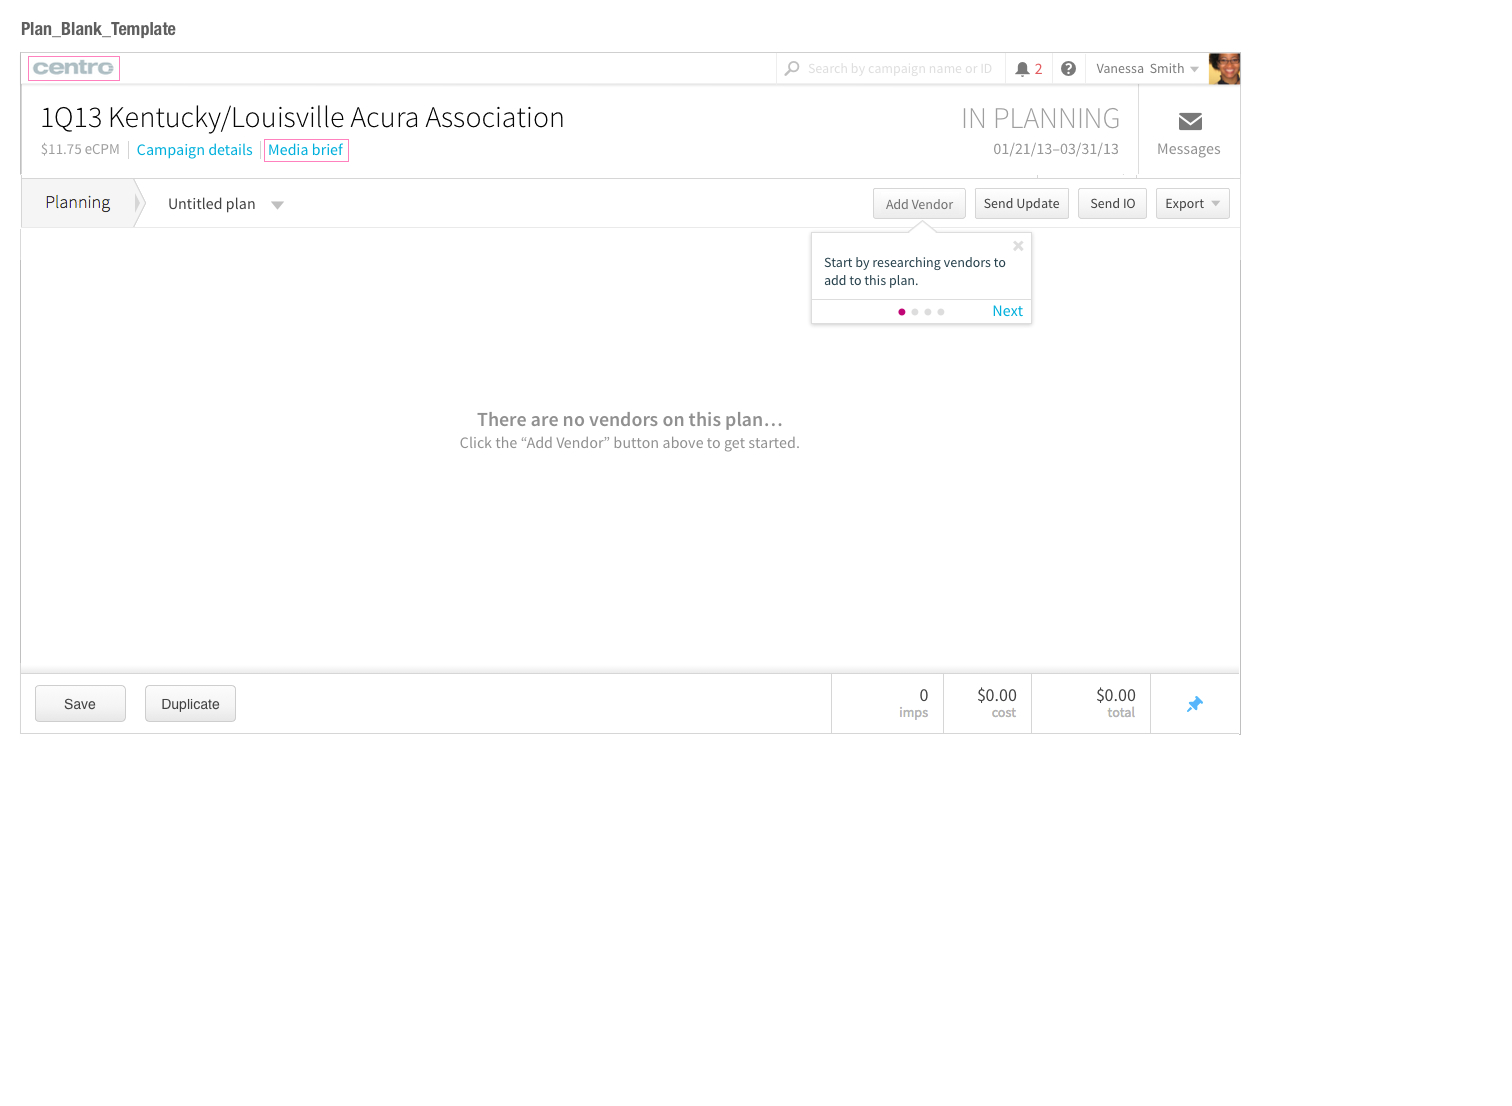 Plan_Blank_Template
centro
Search by campaign name or ID
2
?
Vanessa Smith
1Q13 Kentucky/Louisville Acura Association
IN PLANNING
$11.75 eCPM
Campaign details
Media brief
01/21/13–03/31/13
Messages
Planning
Untitled plan
Add Vendor
Send Update
Send IO
Export
Start by researching vendors to
add to this plan.
Next
There are no vendors on this plan…
Click the “Add Vendor” button above to get started.
Save
Duplicate
0
imps
$0.00
cost
$0.00
total